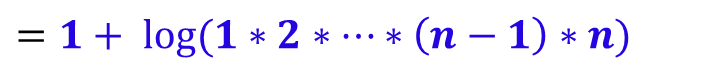 = 1 + log(1 * 2 * ⋯ * (n − 1) * n)